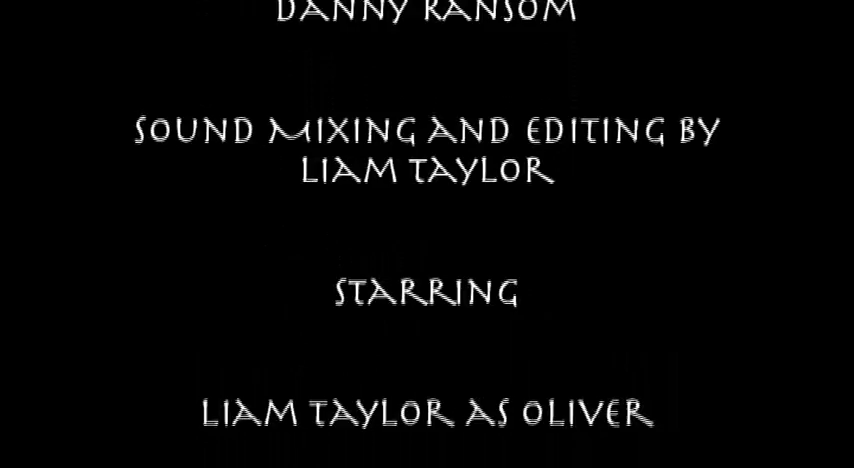 DANNY RANSOM
SOUND MIXING AND EDITING BY
LIAM TAYLOR
STARRING
LIAM TAYLOR AS OLIVER